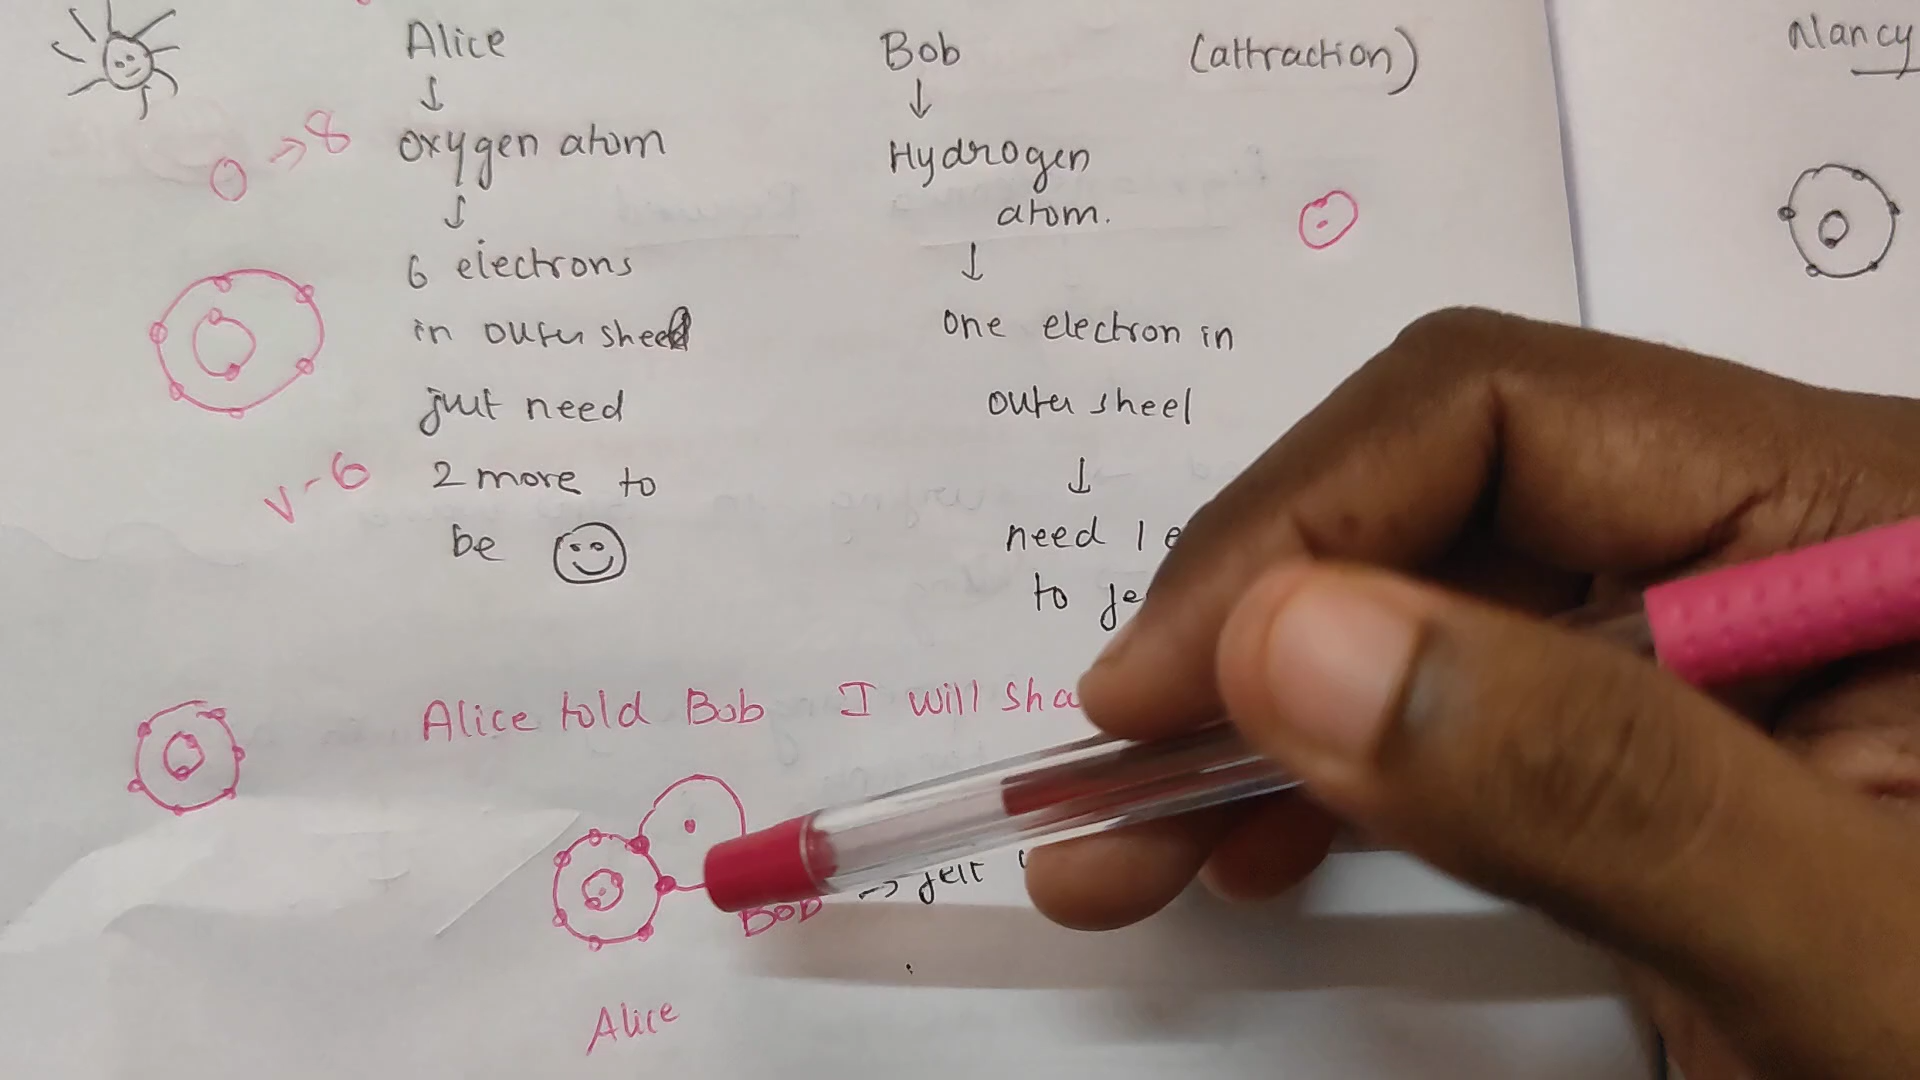 Alice
↓
oxygen atom
↓
6 electrons
in outer sheel
just need
2 more to
be
O → 8
V - 6
Bob
↓
Hydrogen
atom.
↓
one electron in
outer sheel
↓
need 1 e
to
(attraction)
Nancy
Alice told Bob I will sha
Bob →
Alice